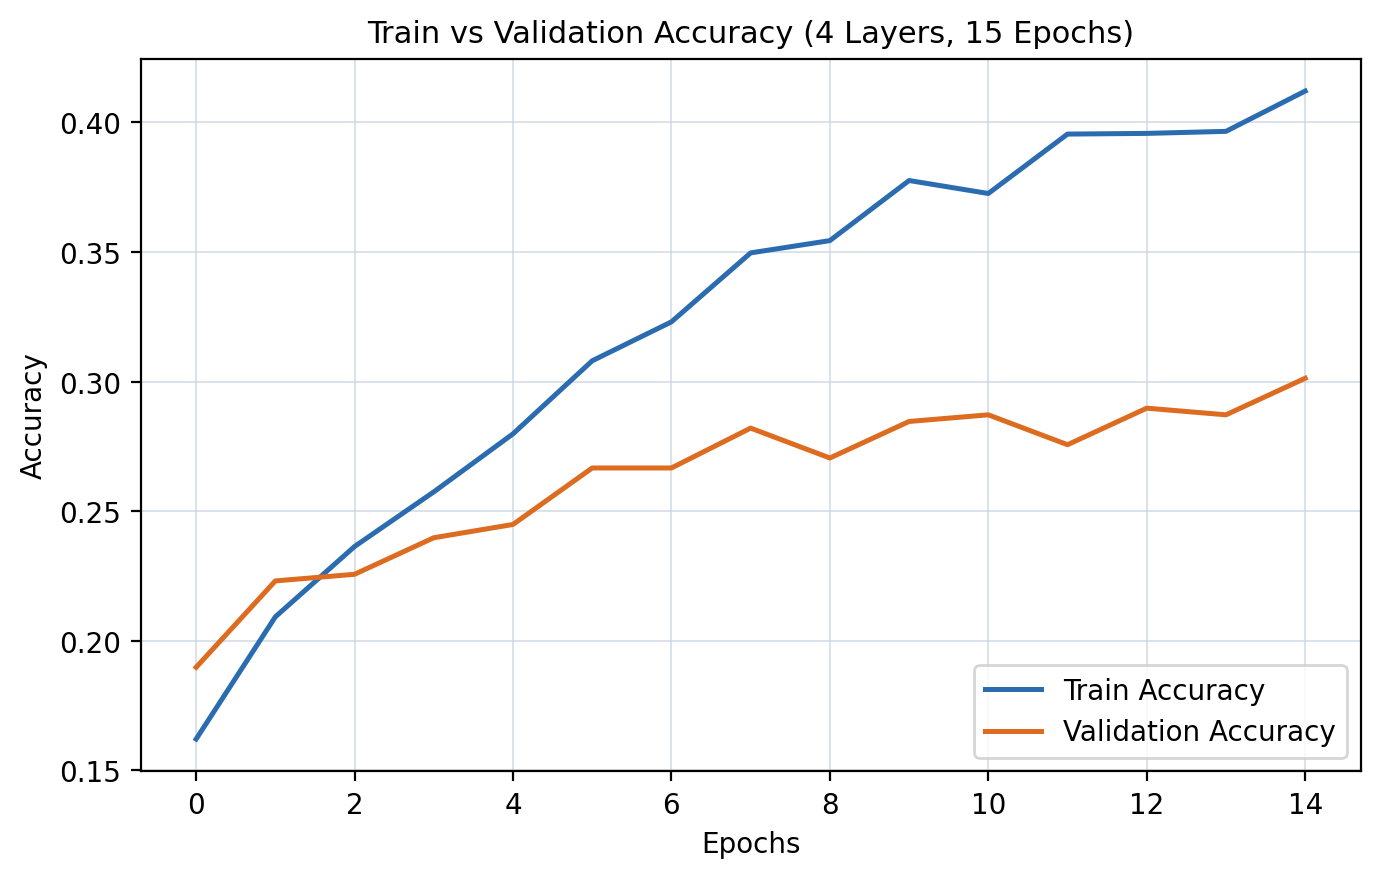 Train vs Validation Accuracy (4 Layers, 15 Epochs)
Accuracy
0.40
0.35
0.30
0.25
0.20
0.15
Train Accuracy
Validation Accuracy
0 2 4 6 8 10 12 14
Epochs